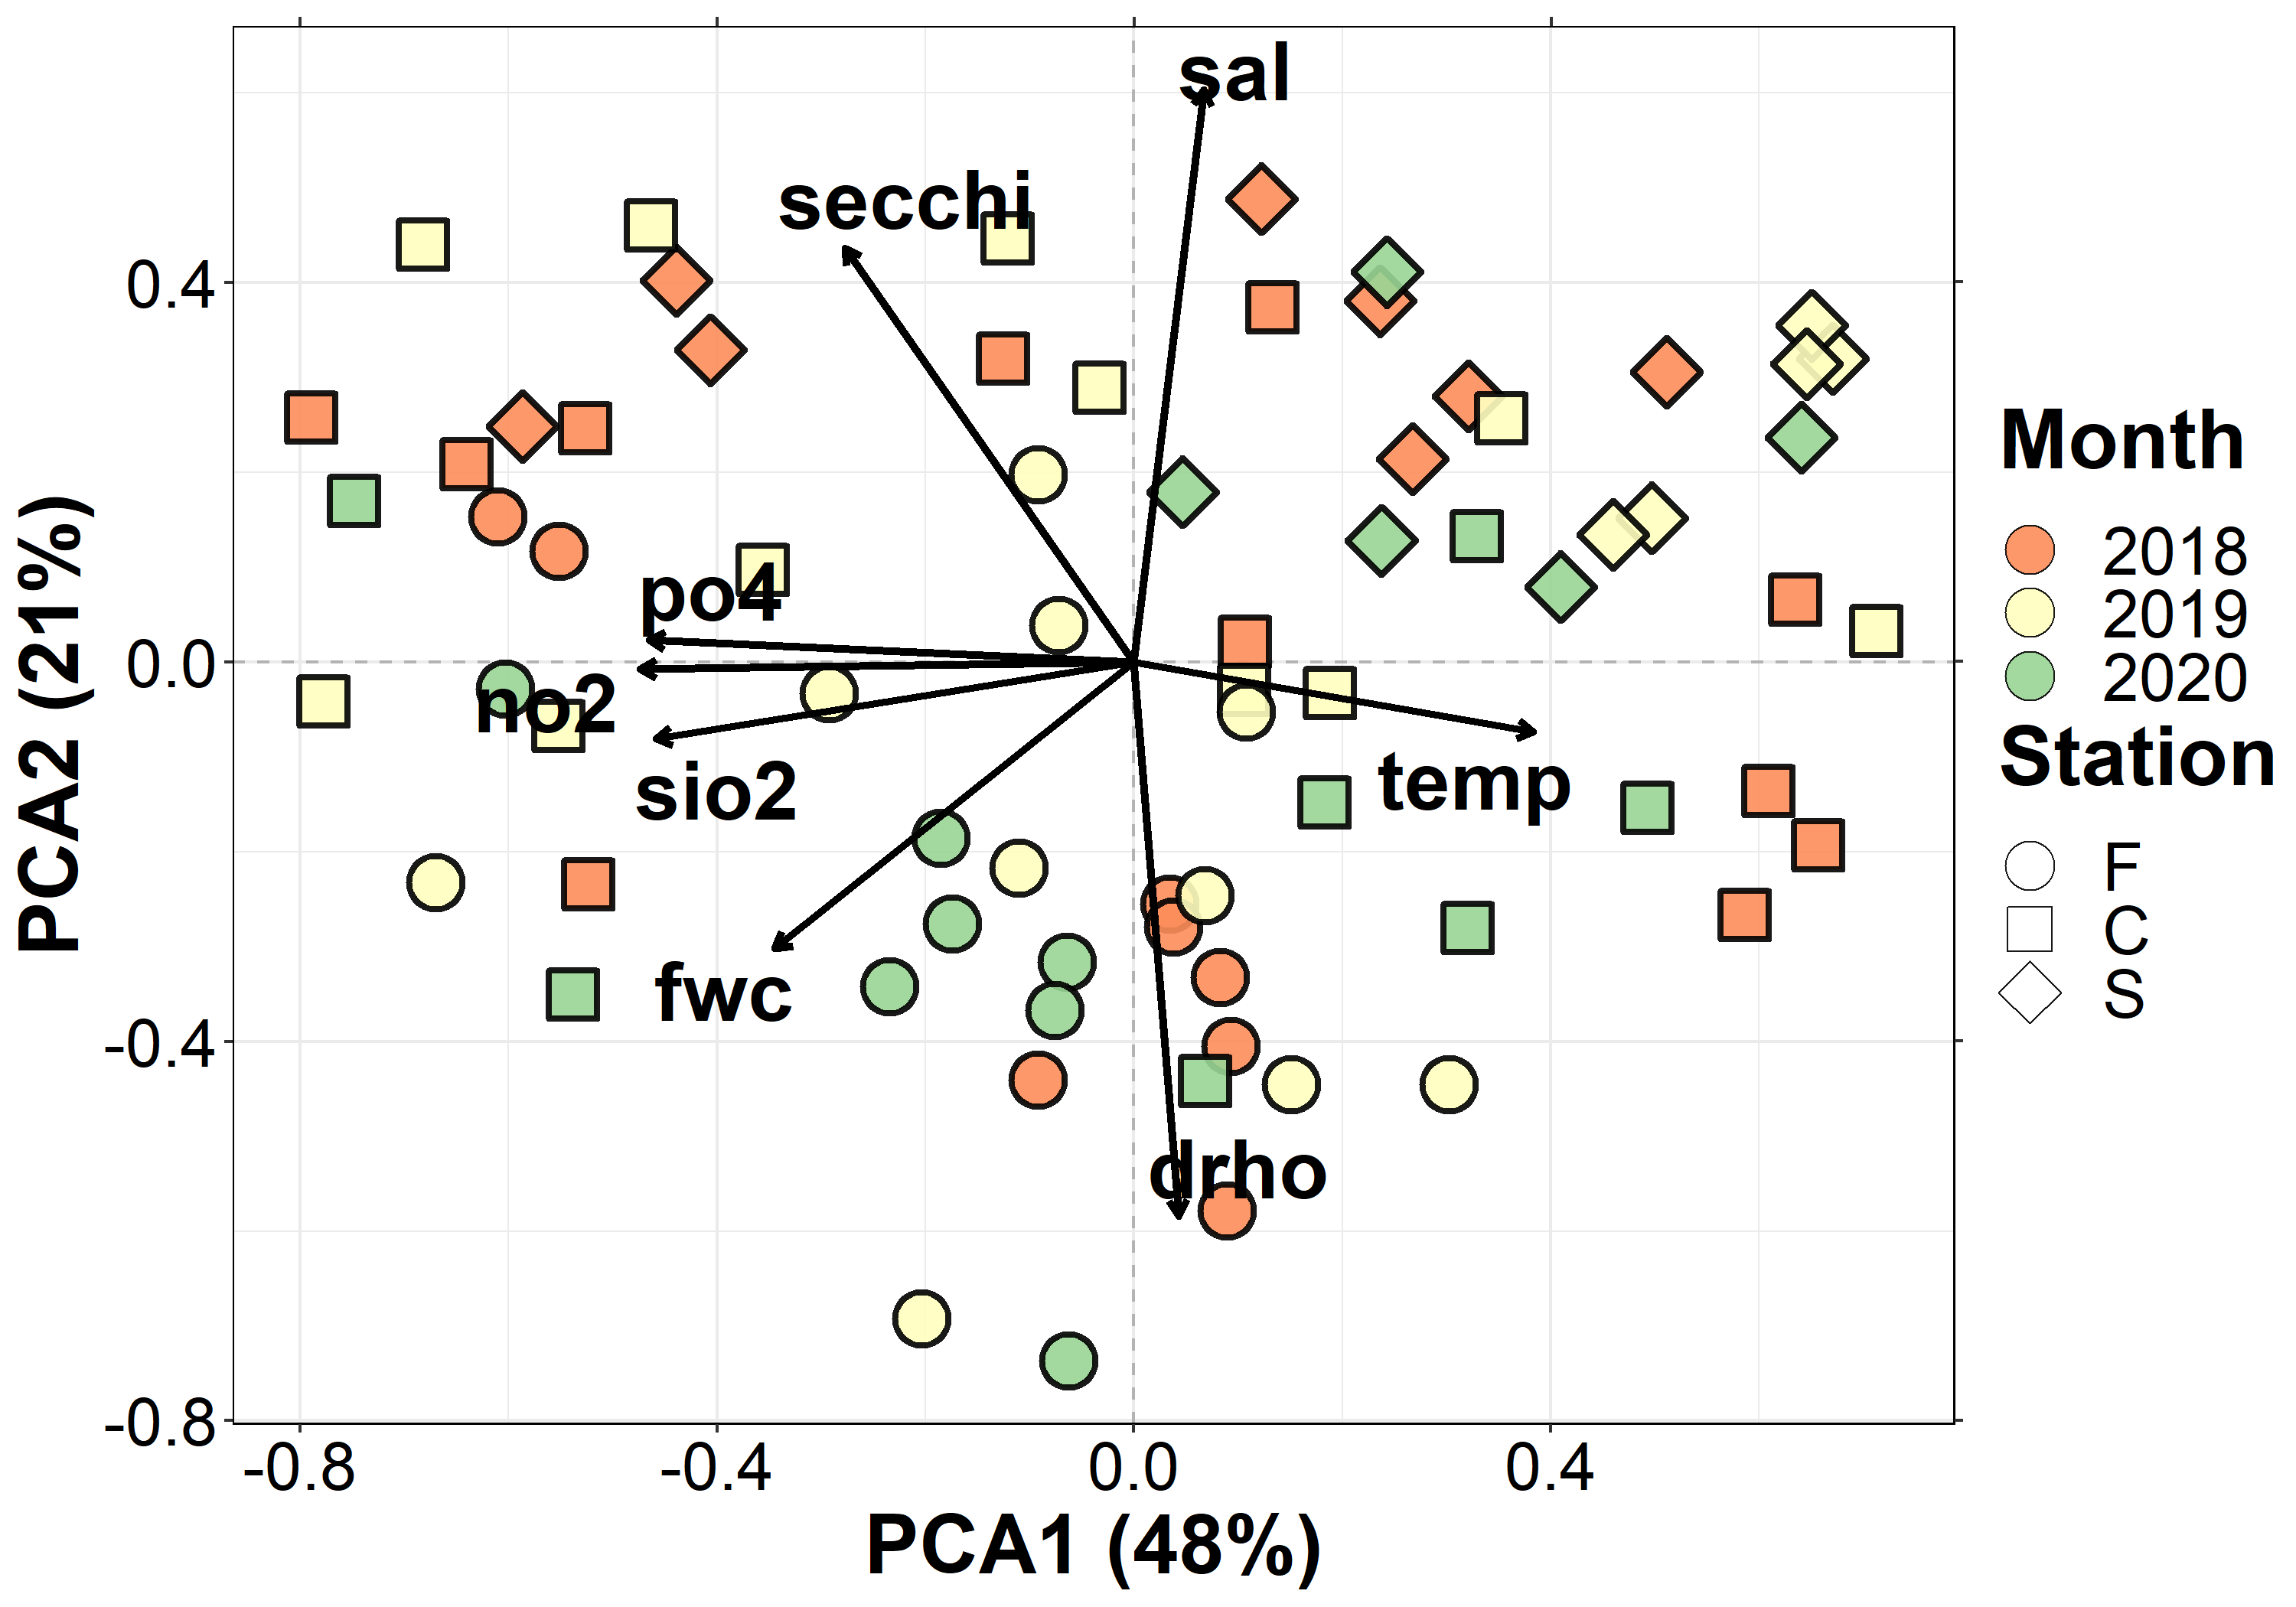 sal
secchi
po4
no2
sio2
temp
fwc
drho
0.4
0.0
-0.4
-0.8
PCA2 (21%)
-0.8
-0.4
0.0
0.4
PCA1 (48%)
Month
2018
2019
2020
Station
F
C
S